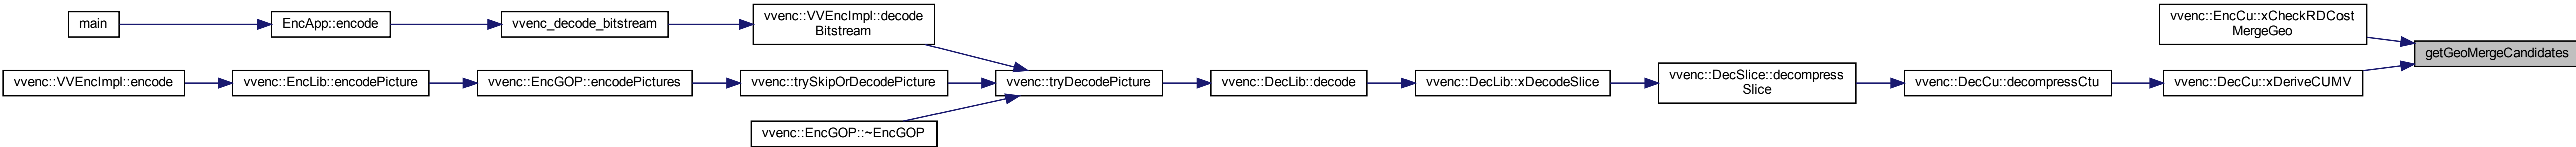 main
EncApp::encode
vvenc_decode_bitstream
vvenc::VVEncImpl::decode
Bitstream
vvenc::EncCu::xCheckRDCost
MergeGeo
getGeoMergeCandidates
vvenc::VVEncImpl::encode
vvenc::EncLib::encodePicture
vvenc::EncGOP::encodePictures
vvenc::trySkipOrDecodePicture
vvenc::tryDecodePicture
vvenc::DecLib::decode
vvenc::DecLib::xDecodeSlice
vvenc::DecSlice::decompress
Slice
vvenc::DecCu::decompressCtu
vvenc::DecCu::xDeriveCUMV
vvenc::EncGOP::~EncGOP